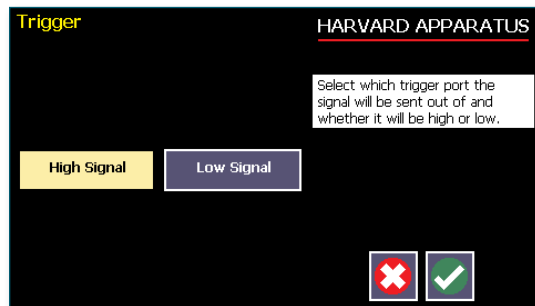 Trigger
HARVARD APPARATUS
Select which trigger port the
signal will be sent out of and
whether it will be high or low.
High Signal
Low Signal